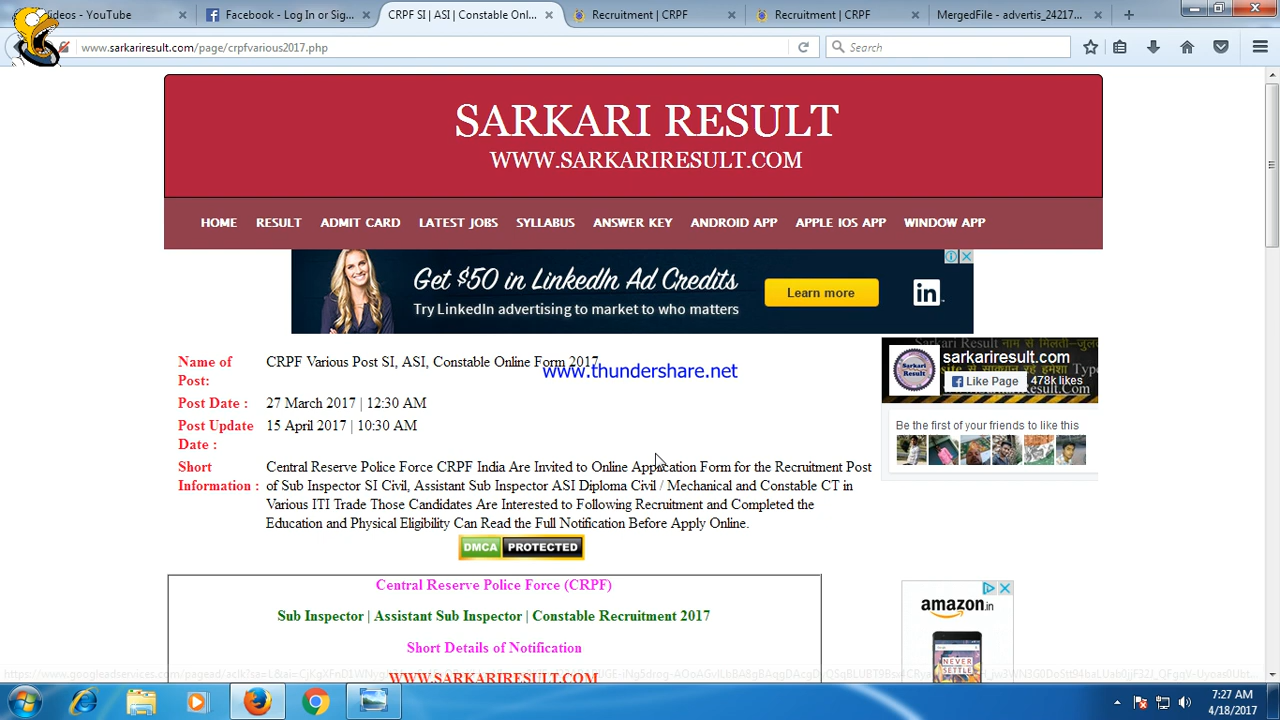 Videos - YouTube
Facebook - Log In or Sig...
CRPF SI | ASI | Constable Onl...
Recruitment | CRPF
Recruitment | CRPF
MergedFile - advertis_24217...
www.sarkariresult.com/page/crpfvarious2017.php
Search
SARKARI RESULT
WWW.SARKARIRESULT.COM
HOME RESULT ADMIT CARD LATEST JOBS SYLLABUS ANSWER KEY ANDROID APP APPLE IOS APP WINDOW APP
Get $50 in LinkedIn Ad Credits
Try LinkedIn advertising to market to who matters
Learn more
in
Name of Post: CRPF Various Post SI, ASI, Constable Online Form 2017
www.thundershare.net
Post Date : 27 March 2017 | 12:30 AM
Post Update Date : 15 April 2017 | 10:30 AM
Short Information : Central Reserve Police Force CRPF India Are Invited to Online Application Form for the Recruitment Post
of Sub Inspector SI Civil, Assistant Sub Inspector ASI Diploma Civil / Mechanical and Constable CT in
Various ITI Trade Those Candidates Are Interested to Following Recruitment and Completed the
Education and Physical Eligibility Can Read the Full Notification Before Apply Online.
DMCA PROTECTED
sarkariresult.com
Like Page 478k likes
Be the first of your friends to like this
Central Reserve Police Force (CRPF)
Sub Inspector | Assistant Sub Inspector | Constable Recruitment 2017
Short Details of Notification
WWW.SARKARIRESULT.COM
amazon.in
NEVER
7:27 AM
4/18/2017